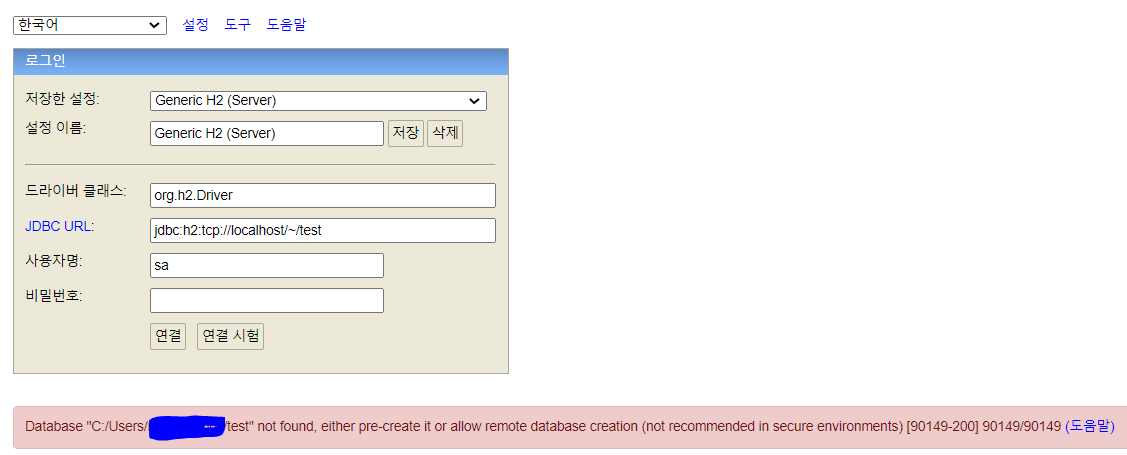 한국어 설정 도구 도움말
로그인
저장한 설정: Generic H2 (Server)
설정 이름: Generic H2 (Server) 저장 삭제
드라이버 클래스: org.h2.Driver
JDBC URL: jdbc:h2:tcp://localhost/~/test
사용자명: sa
비밀번호:
연결 연결 시험
Database "C:/Users/ /test" not found, either pre-create it or allow remote database creation (not recommended in secure environments) [90149-200] 90149/90149 (도움말)